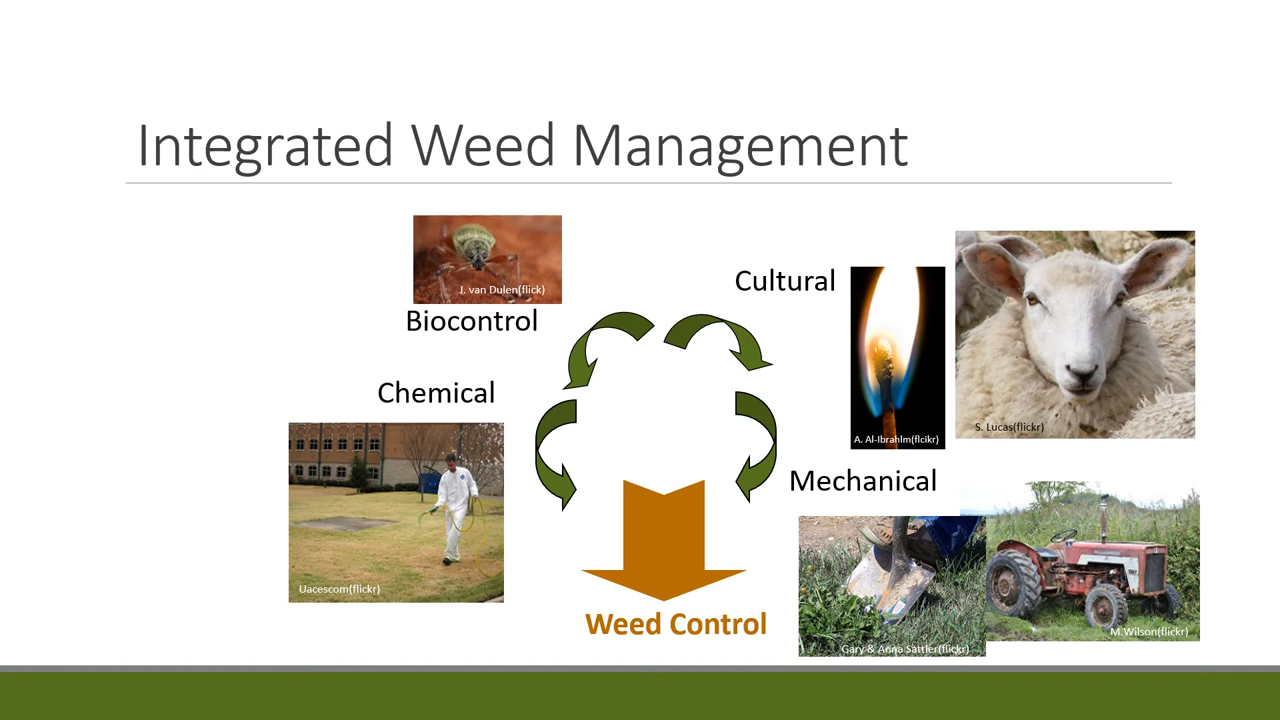 Integrated Weed Management
J. van Dulen(flick)
Biocontrol
Cultural
A. Al-Ibrahlm(flcikr)
S. Lucas(flickr)
Chemical
Uacescom(flickr)
Mechanical
Gary & Anna Sattler(flickr)
M.Wilson(flickr)
Weed Control